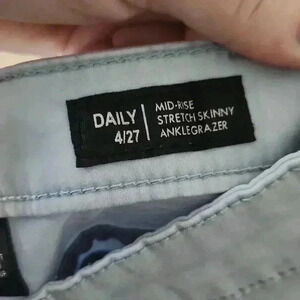 DAILY
4/27
MID-RISE
STRETCH SKINNY
ANKLEGRAZER